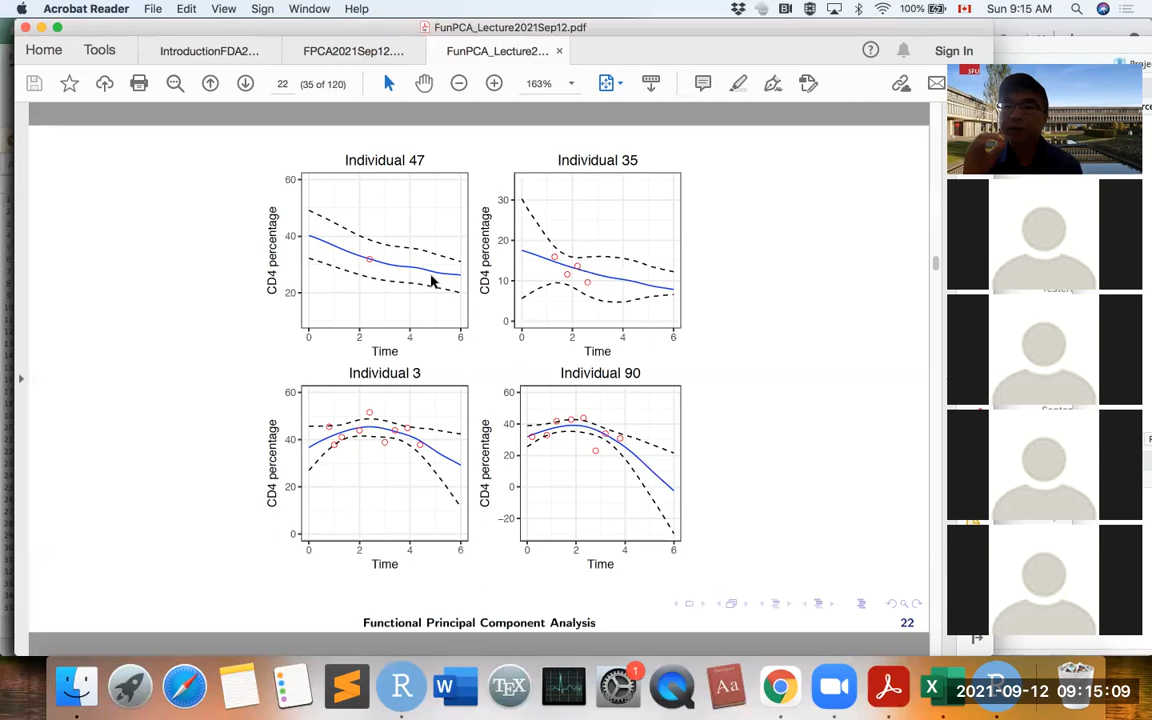 Acrobat Reader File Edit View Sign Window Help 100% Sun 9:15 AM
FunPCA_Lecture2021Sep12.pdf
Home Tools IntroductionFDA2... FPCA2021Sep12.... FunPCA_Lecture2... × Sign In
22 (35 of 120) 163%
SFU
Individual 47 Individual 35
CD4 percentage
60
40
20
0 2 4 6
Time
CD4 percentage
30
20
10
0
0 2 4 6
Time
Individual 3 Individual 90
CD4 percentage
60
40
20
0
0 2 4 6
Time
CD4 percentage
60
40
20
0
−20
0 2 4 6
Time
Functional Principal Component Analysis 22
R W TEX 1 Aa X
2021-09-12 09:15:09